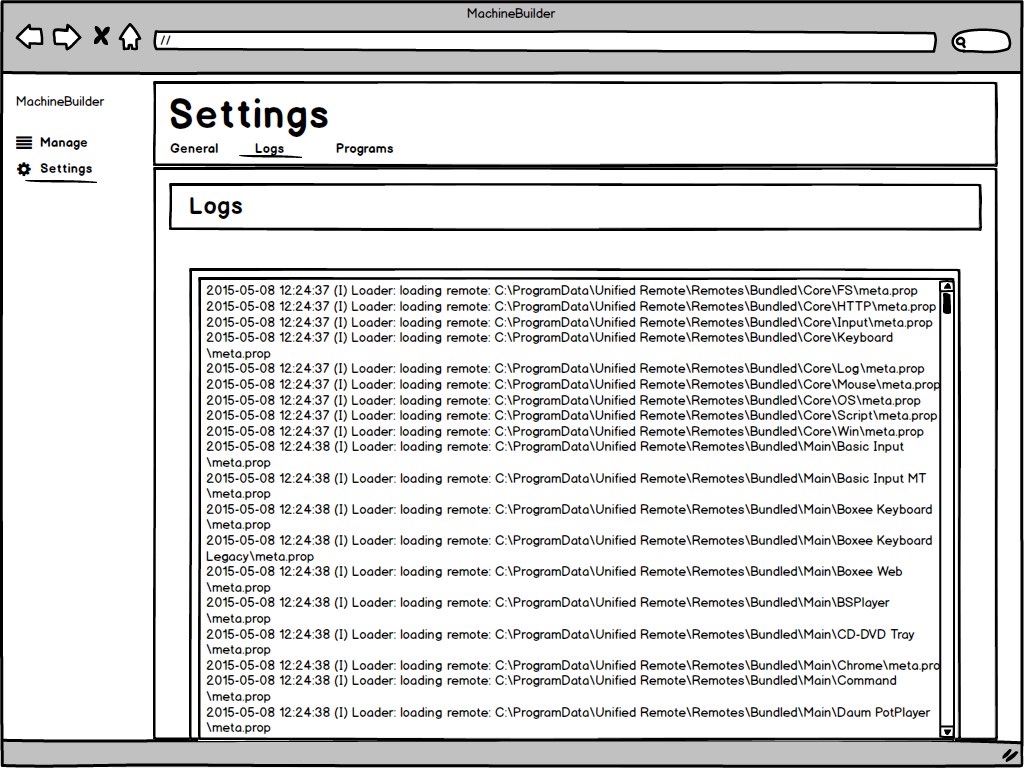 MachineBuilder
//
MachineBuilder
Manage
Settings
Settings
General Logs Programs
Logs
2015-05-08 12:24:37 (I) Loader: loading remote: C:\ProgramData\Unified Remote\Remotes\Bundled\Core\FS\meta.prop
2015-05-08 12:24:37 (I) Loader: loading remote: C:\ProgramData\Unified Remote\Remotes\Bundled\Core\HTTP\meta.prop
2015-05-08 12:24:37 (I) Loader: loading remote: C:\ProgramData\Unified Remote\Remotes\Bundled\Core\Input\meta.prop
2015-05-08 12:24:37 (I) Loader: loading remote: C:\ProgramData\Unified Remote\Remotes\Bundled\Core\Keyboard
\meta.prop
2015-05-08 12:24:37 (I) Loader: loading remote: C:\ProgramData\Unified Remote\Remotes\Bundled\Core\Log\meta.prop
2015-05-08 12:24:37 (I) Loader: loading remote: C:\ProgramData\Unified Remote\Remotes\Bundled\Core\Mouse\meta.prop
2015-05-08 12:24:37 (I) Loader: loading remote: C:\ProgramData\Unified Remote\Remotes\Bundled\Core\OS\meta.prop
2015-05-08 12:24:37 (I) Loader: loading remote: C:\ProgramData\Unified Remote\Remotes\Bundled\Core\Script\meta.prop
2015-05-08 12:24:37 (I) Loader: loading remote: C:\ProgramData\Unified Remote\Remotes\Bundled\Core\Win\meta.prop
2015-05-08 12:24:38 (I) Loader: loading remote: C:\ProgramData\Unified Remote\Remotes\Bundled\Main\Basic Input
\meta.prop
2015-05-08 12:24:38 (I) Loader: loading remote: C:\ProgramData\Unified Remote\Remotes\Bundled\Main\Basic Input MT
\meta.prop
2015-05-08 12:24:38 (I) Loader: loading remote: C:\ProgramData\Unified Remote\Remotes\Bundled\Main\Boxee Keyboard
\meta.prop
2015-05-08 12:24:38 (I) Loader: loading remote: C:\ProgramData\Unified Remote\Remotes\Bundled\Main\Boxee Keyboard
Legacy\meta.prop
2015-05-08 12:24:38 (I) Loader: loading remote: C:\ProgramData\Unified Remote\Remotes\Bundled\Main\Boxee Web
\meta.prop
2015-05-08 12:24:38 (I) Loader: loading remote: C:\ProgramData\Unified Remote\Remotes\Bundled\Main\BSPlayer
\meta.prop
2015-05-08 12:24:38 (I) Loader: loading remote: C:\ProgramData\Unified Remote\Remotes\Bundled\Main\CD-DVD Tray
\meta.prop
2015-05-08 12:24:38 (I) Loader: loading remote: C:\ProgramData\Unified Remote\Remotes\Bundled\Main\Chrome\meta.pro
2015-05-08 12:24:38 (I) Loader: loading remote: C:\ProgramData\Unified Remote\Remotes\Bundled\Main\Command
\meta.prop
2015-05-08 12:24:38 (I) Loader: loading remote: C:\ProgramData\Unified Remote\Remotes\Bundled\Main\Daum PotPlayer
\meta.prop